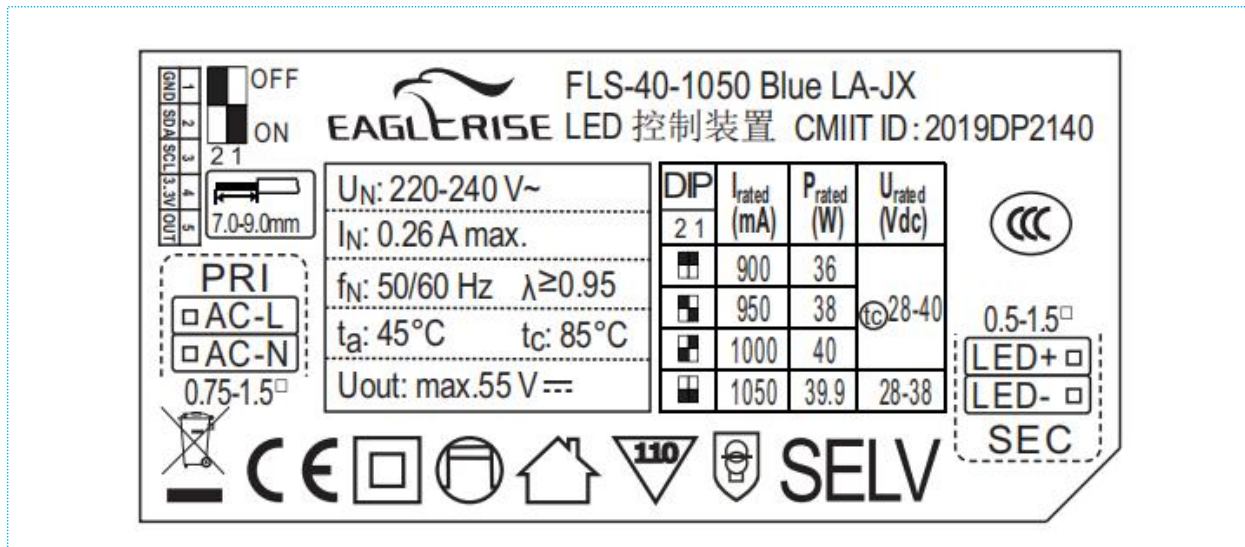 GND 1
SDA 2
SCL 3
3.3V 4
OUT 5
OFF
ON
2 1
EAGLERISE
FLS-40-1050 Blue LA-JX
LED 控制装置 CMIIT ID : 2019DP2140
7.0-9.0mm
PRI
AC-L
AC-N
0.75-1.5□
UN: 220-240 V~
IN: 0.26 A max.
fN: 50/60 Hz λ≥0.95
ta: 45°C tc: 85°C
Uout: max.55 V⎓
DIP Irated Prated Urated
2 1 (mA) (W) (Vdc)
900 36
950 38 tc 28-40
1000 40
1050 39.9 28-38
CCC
0.5-1.5□
LED+
LED-
SEC
CE
110
SELV